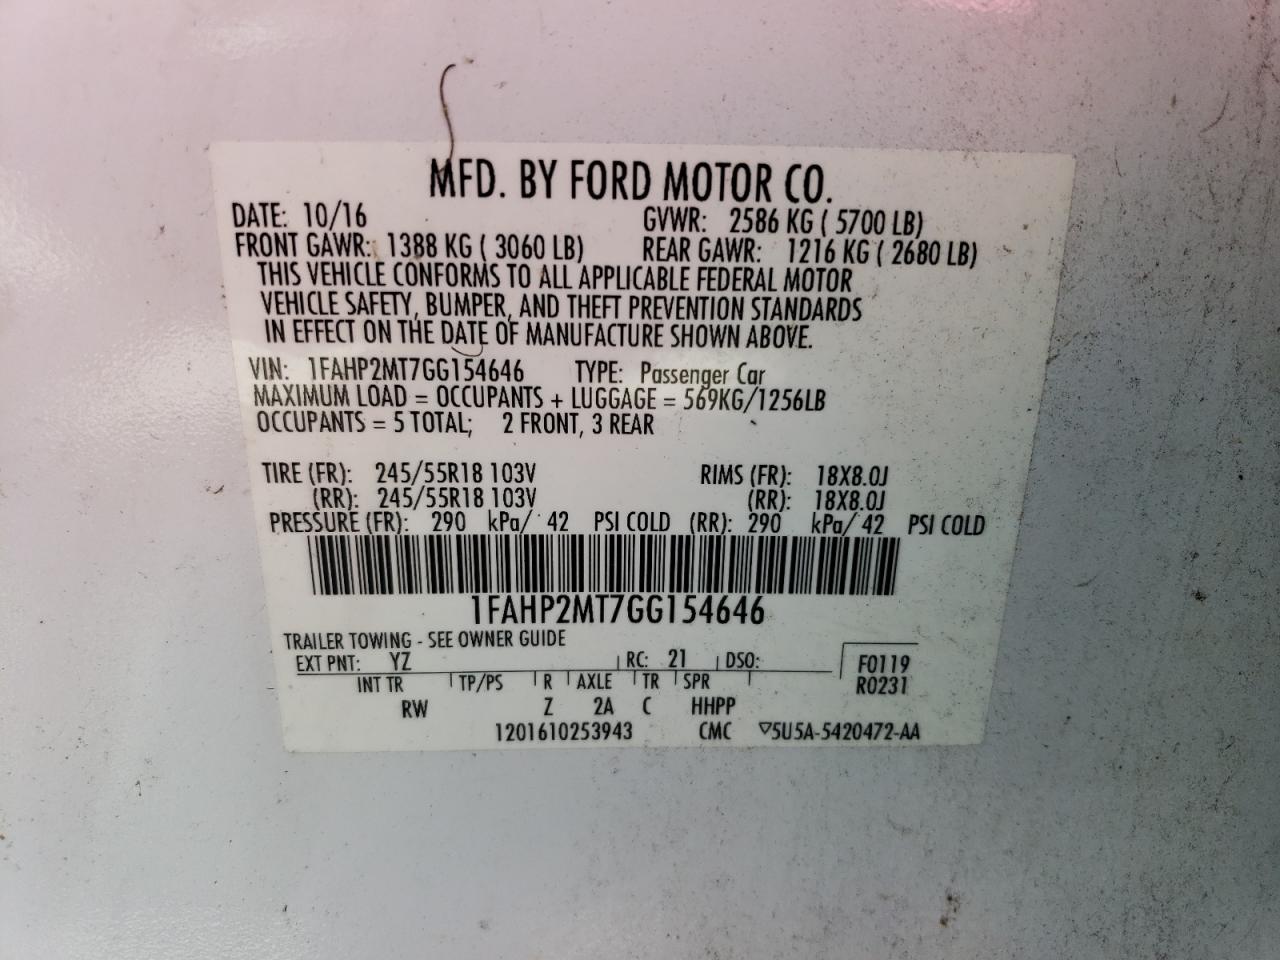 MFD. BY FORD MOTOR CO.
DATE: 10/16 GVWR: 2586 KG ( 5700 LB)
FRONT GAWR: 1388 KG ( 3060 LB) REAR GAWR: 1216 KG ( 2680 LB)
THIS VEHICLE CONFORMS TO ALL APPLICABLE FEDERAL MOTOR
VEHICLE SAFETY, BUMPER, AND THEFT PREVENTION STANDARDS
IN EFFECT ON THE DATE OF MANUFACTURE SHOWN ABOVE.
VIN: 1FAHP2MT7GG154646 TYPE: Passenger Car
MAXIMUM LOAD = OCCUPANTS + LUGGAGE = 569KG/1256LB
OCCUPANTS = 5 TOTAL; 2 FRONT, 3 REAR
TIRE (FR): 245/55R18 103V RIMS (FR): 18X8.0J
(RR): 245/55R18 103V (RR): 18X8.0J
PRESSURE (FR): 290 kPa/ 42 PSI COLD (RR): 290 kPa/ 42 PSI COLD
1FAHP2MT7GG154646
TRAILER TOWING - SEE OWNER GUIDE
EXT PNT: YZ RC: 21 DSO: F0119
INT TR TP/PS R AXLE TR SPR R0231
RW Z 2A C HHPP
1201610253943 CMC ▽5U5A-5420472-AA